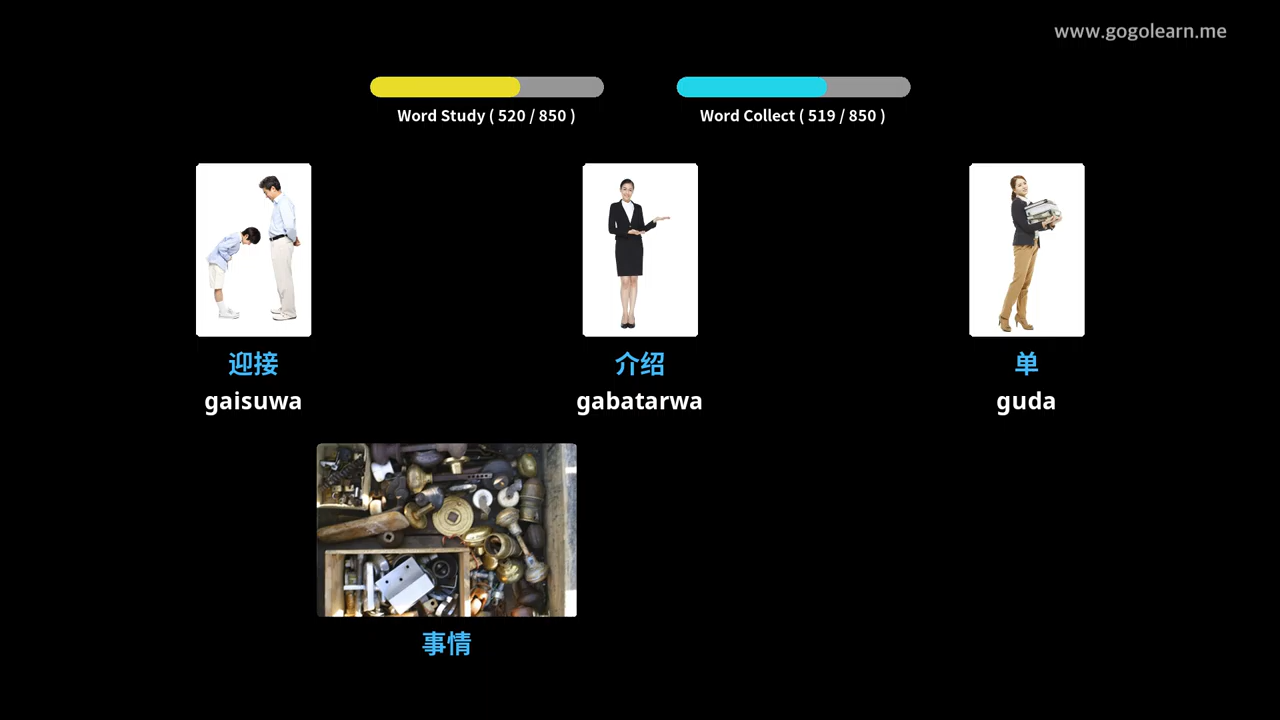 www.gogolearn.me
Word Study ( 520 / 850 )
Word Collect ( 519 / 850 )
迎接
介绍
单
gaisuwa
gabatarwa
guda
事情